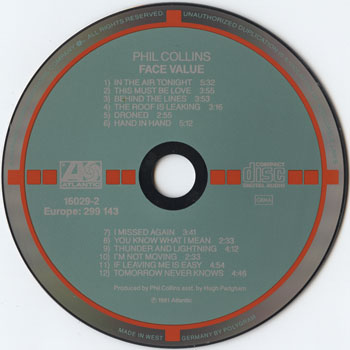 PHIL COLLINS
FACE VALUE
1) IN THE AIR TONIGHT 5:32
2) THIS MUST BE LOVE 3:55
3) BEHIND THE LINES 3:53
4) THE ROOF IS LEAKING 3:16
5) DRONED 2:55
6) HAND IN HAND 5:12
ATLANTIC
COMPACT
disc
DIGITAL AUDIO
16029-2
Europe: 299 143
GEMA
7) I MISSED AGAIN 3:41
8) YOU KNOW WHAT I MEAN 2:33
9) THUNDER AND LIGHTNING 4:12
10) I'M NOT MOVING 2:33
11) IF LEAVING ME IS EASY 4:54
12) TOMORROW NEVER KNOWS 4:46
Produced by Phil Collins asst. by Hugh Padgham
℗ 1981 Atlantic
MADE IN WEST GERMANY BY POLYGRAM
ALL RIGHTS RESERVED
UNAUTHORIZED DUPLICATION